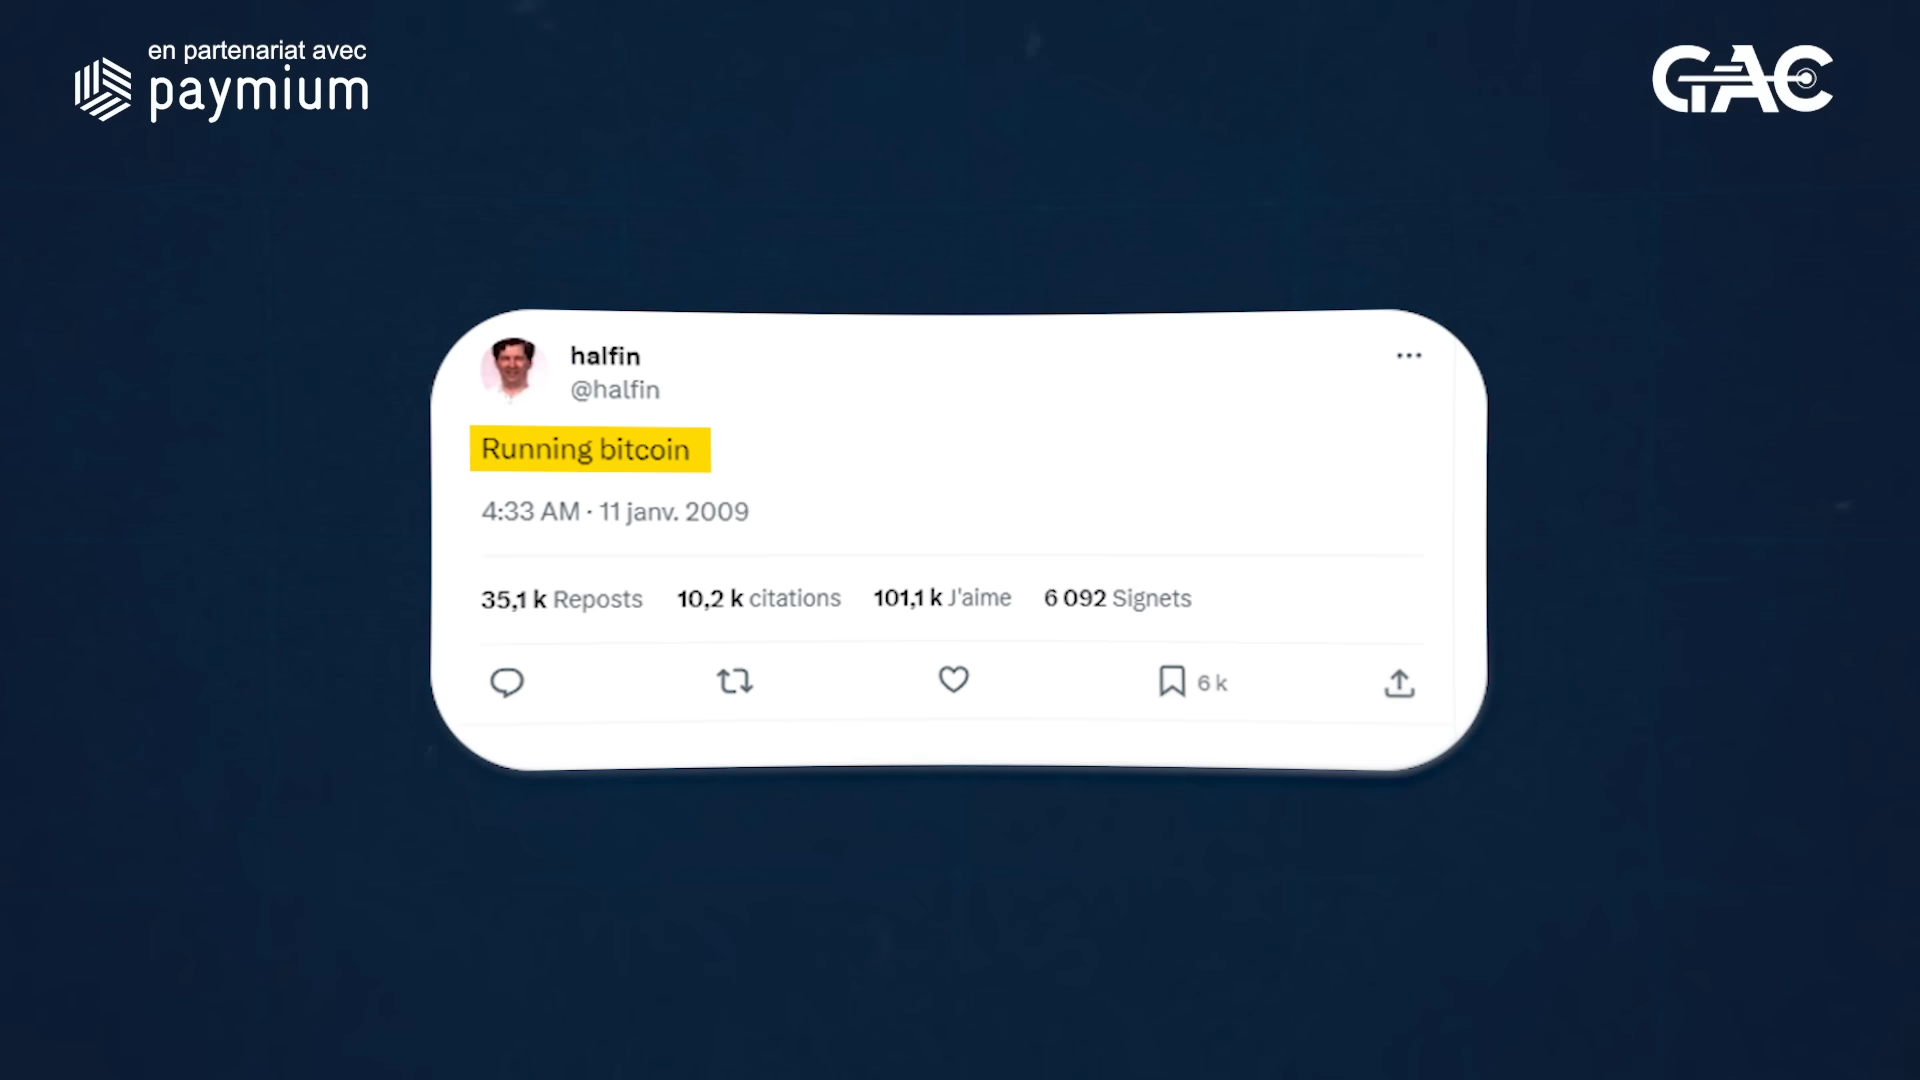 en partenariat avec
paymium
GAC
halfin
@halfin
Running bitcoin
4:33 AM · 11 janv. 2009
35,1 k Reposts 10,2 k citations 101,1 k J'aime 6 092 Signets
6 k